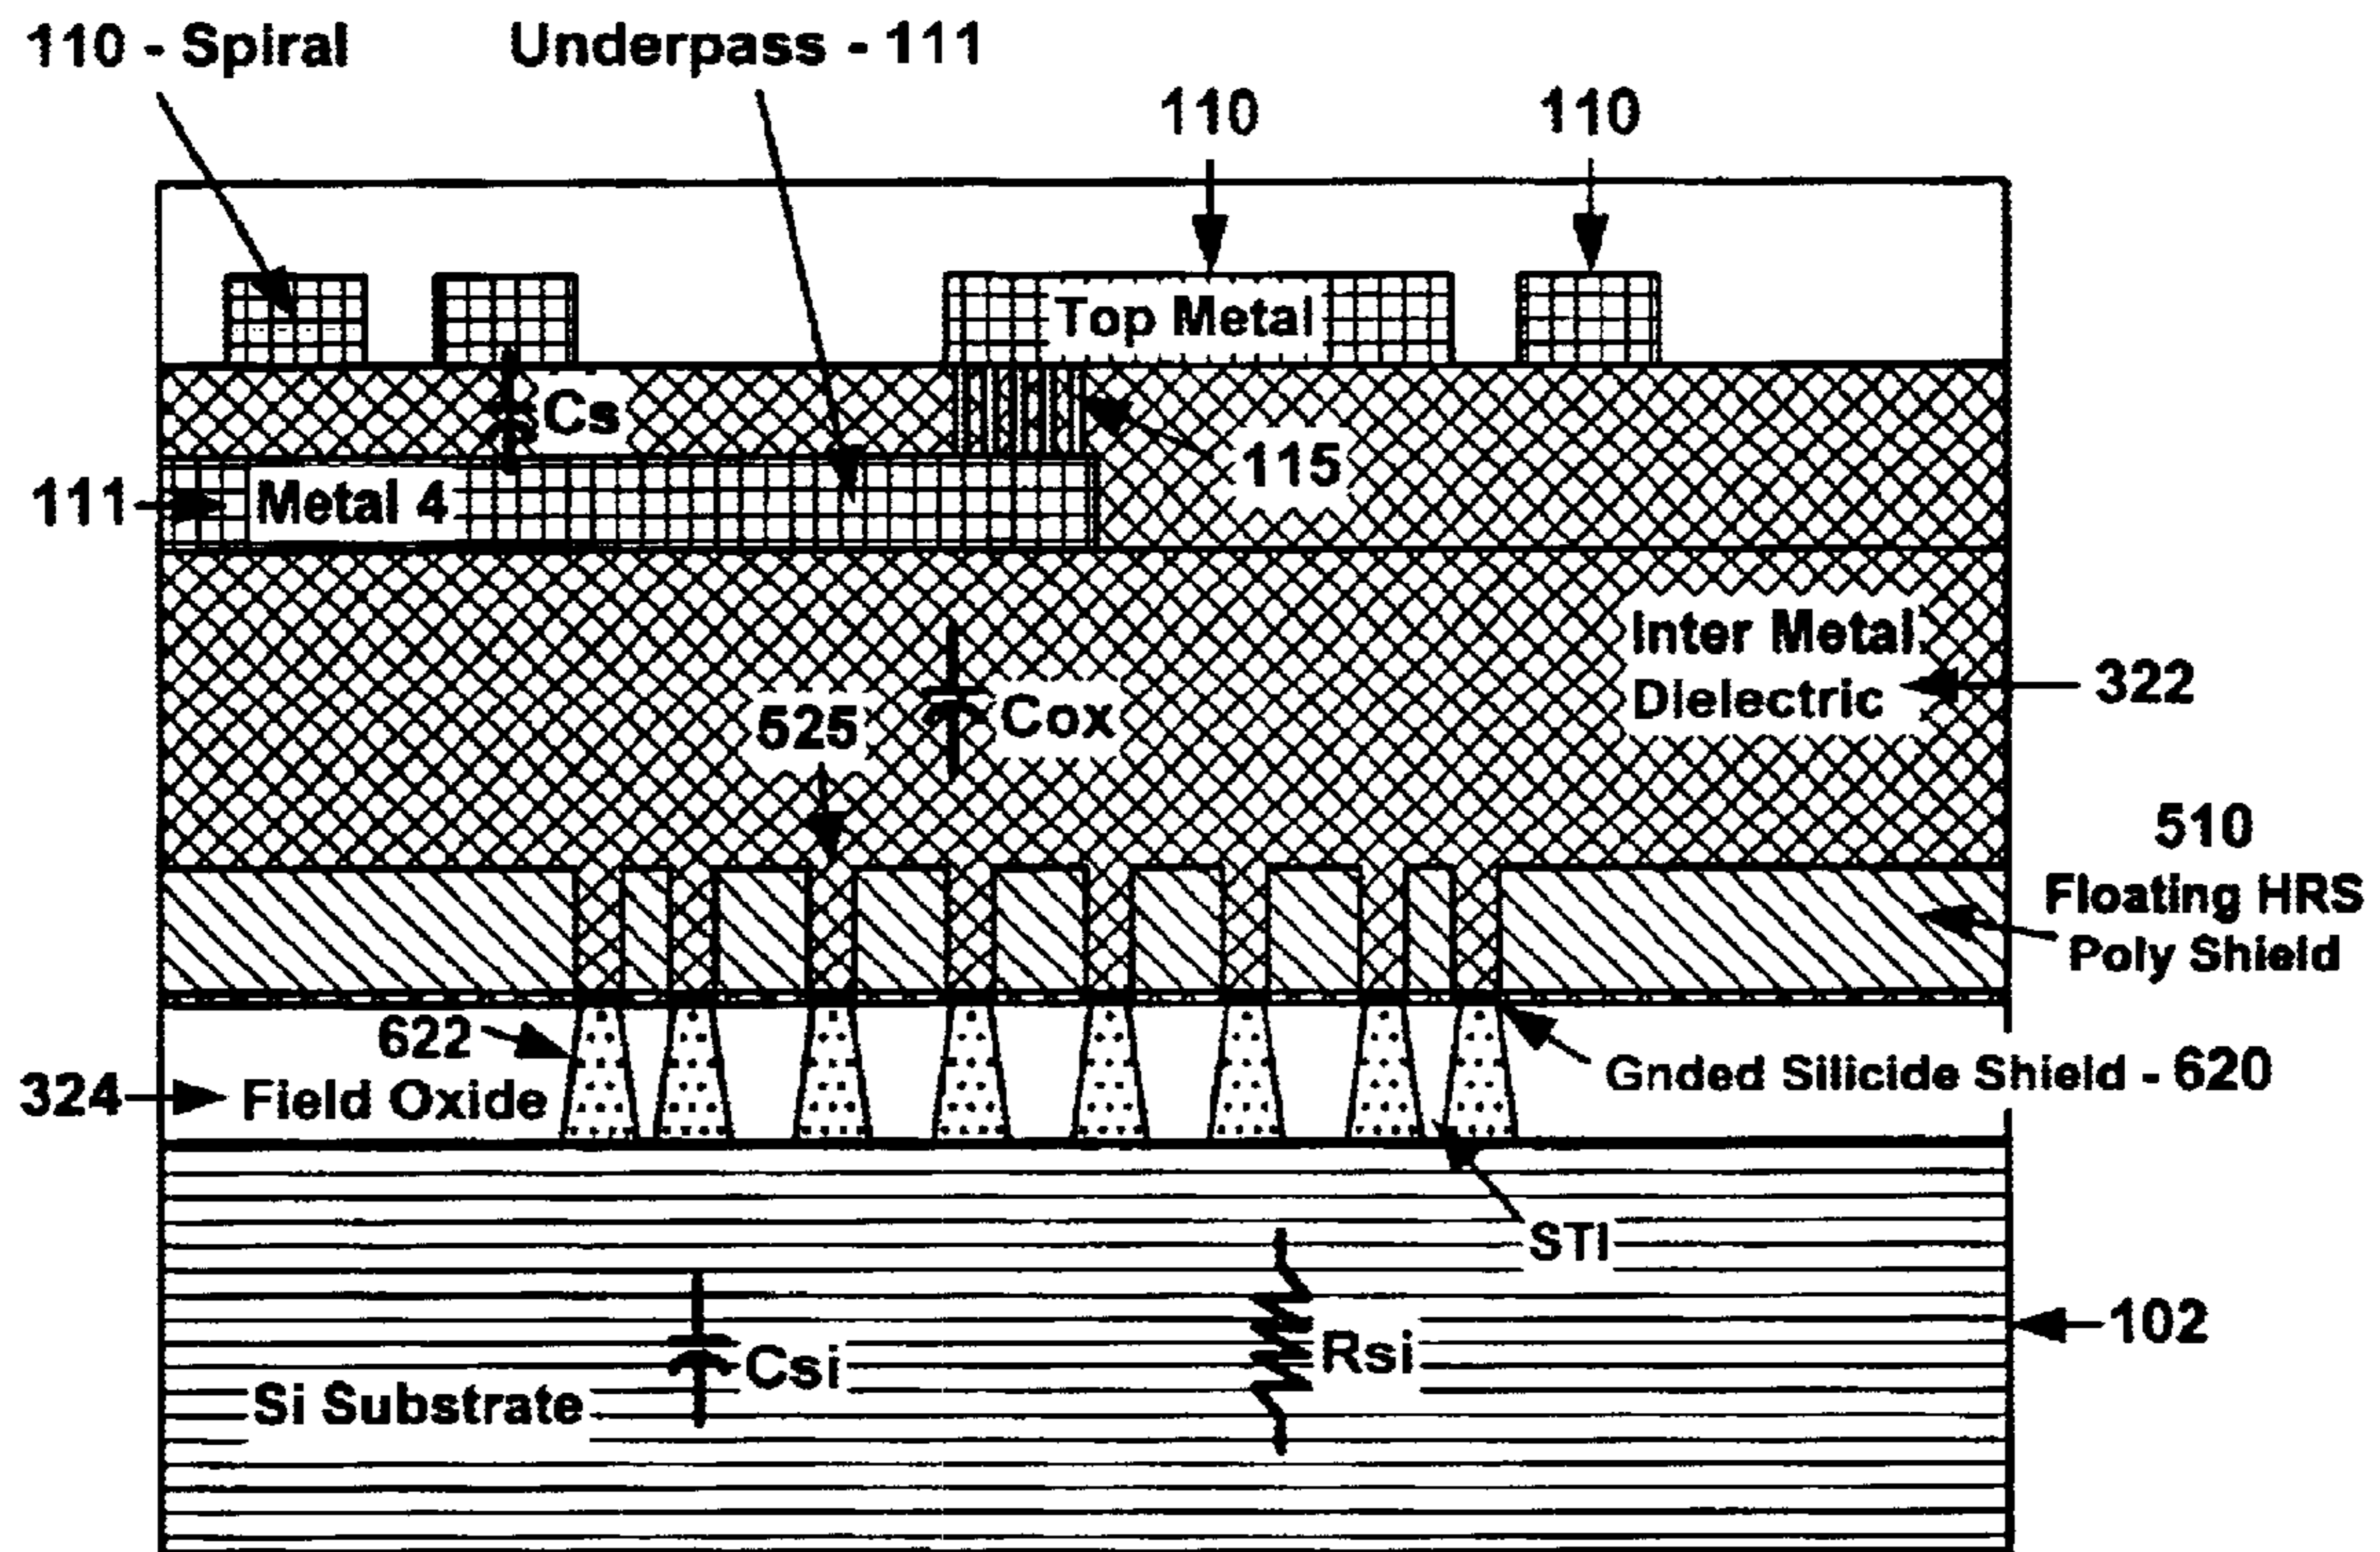 110 - Spiral
Underpass - 111
110
110
Top Metal
Cs
115
111
Metal 4
Inter Metal
Dielectric
322
525
Cox
510
Floating HRS
Poly Shield
622
324
Field Oxide
Gnded Silicide Shield - 620
STI
102
Csi
Rsi
Si Substrate